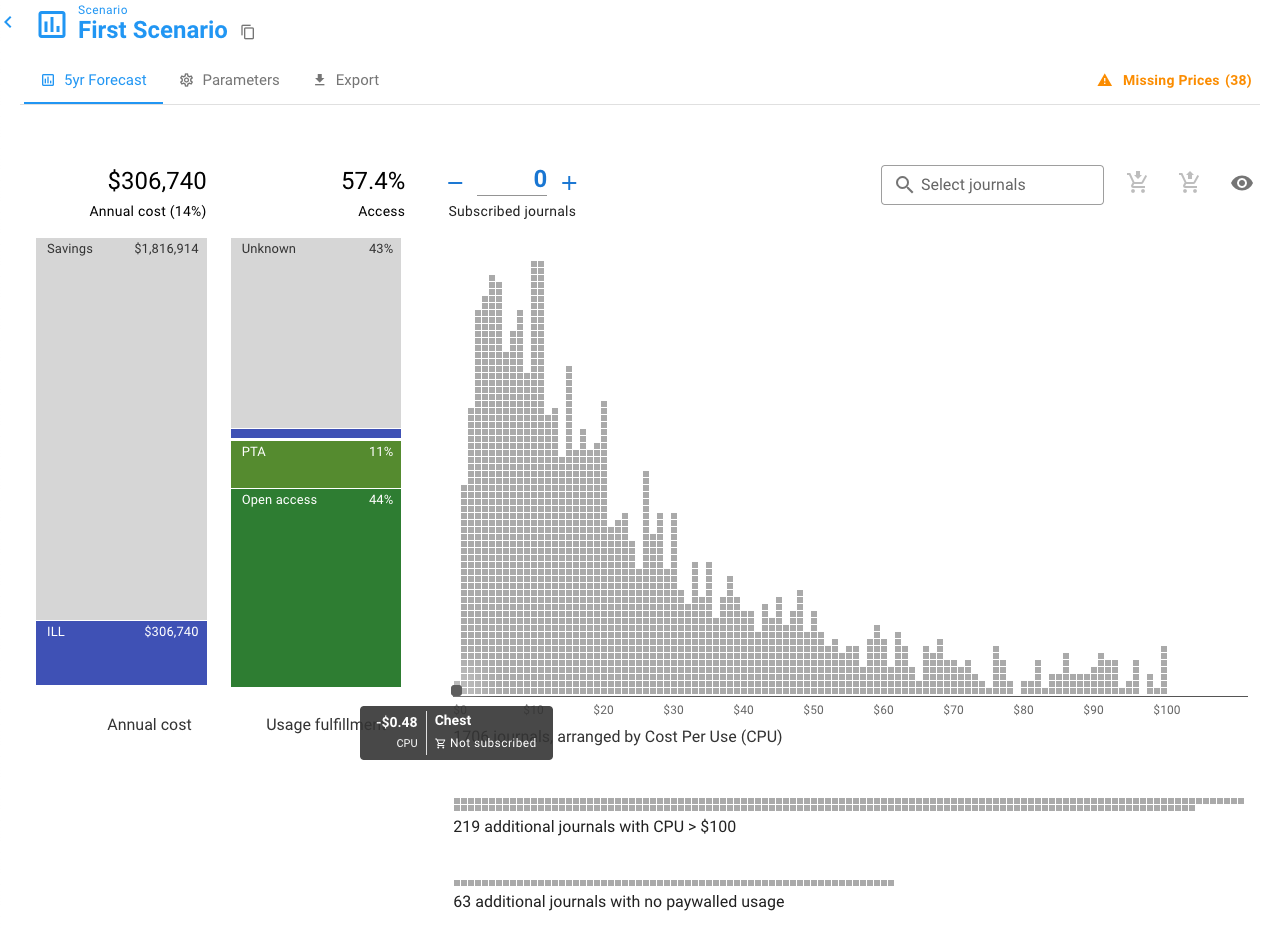 Scenario
First Scenario
5yr Forecast
Parameters
Export
Missing Prices (38)
$306,740
Annual cost (14%)
57.4%
Access
0
Subscribed journals
Select journals
Savings $1,816,914
ILL $306,740
Unknown 43%
PTA 11%
Open access 44%
Annual cost
Usage fulfillment
$0 $10 $20 $30 $40 $50 $60 $70 $80 $90 $100
1706 journals, arranged by Cost Per Use (CPU)
-$0.48
CPU
Chest
Not subscribed
219 additional journals with CPU > $100
63 additional journals with no paywalled usage